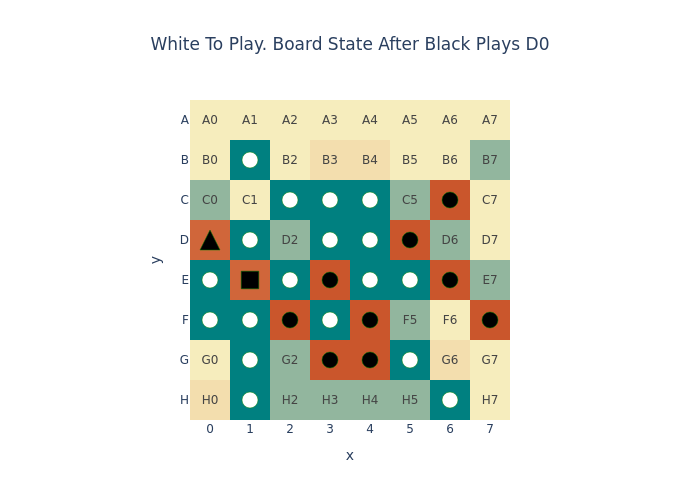 White To Play. Board State After Black Plays D0
A A0 A1 A2 A3 A4 A5 A6 A7
B B0 B2 B3 B4 B5 B6 B7
C C0 C1 C5 C7
D D2 D6 D7
y
E E7
F F5 F6
G G0 G2 G6 G7
H H0 H2 H3 H4 H5 H7
0 1 2 3 4 5 6 7
x